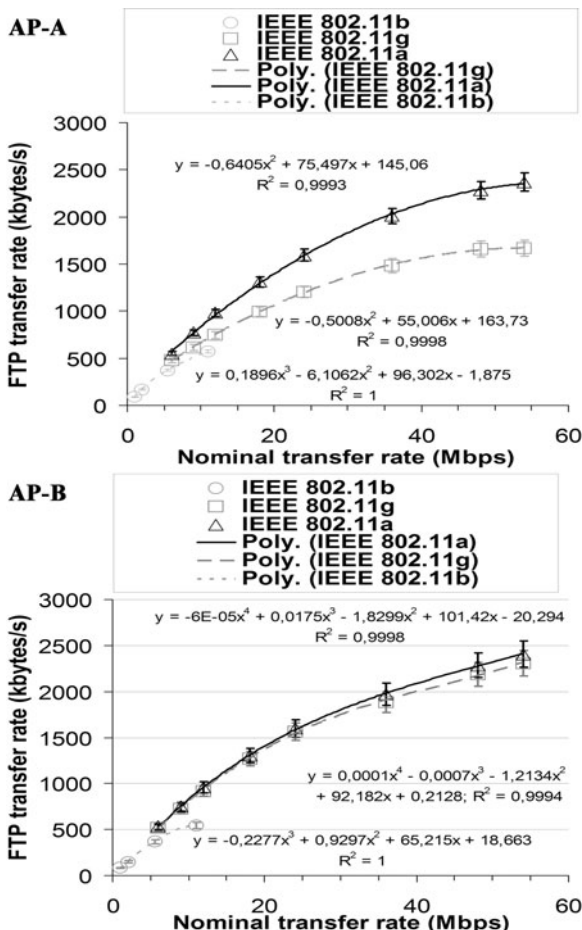 AP-A
IEEE 802.11b
IEEE 802.11g
IEEE 802.11a
Poly. (IEEE 802.11g)
Poly. (IEEE 802.11a)
Poly. (IEEE 802.11b)
FTP transfer rate (kbytes/s)
3000
2500
2000
1500
1000
500
0
y = -0,6405x² + 75,497x + 145,06
R² = 0,9993
y = -0,5008x² + 55,006x + 163,73
R² = 0,9998
y = 0,1896x³ - 6,1062x² + 96,302x - 1,875
R² = 1
0 20 40 60
Nominal transfer rate (Mbps)
AP-B
IEEE 802.11b
IEEE 802.11g
IEEE 802.11a
Poly. (IEEE 802.11a)
Poly. (IEEE 802.11g)
Poly. (IEEE 802.11b)
FTP transfer rate (kbytes/s)
3000
2500
2000
1500
1000
500
0
y = -6E-05x⁴ + 0,0175x³ - 1,8299x² + 101,42x - 20,294
R² = 0,9998
y = 0,0001x⁴ - 0,0007x³ - 1,2134x²
+ 92,182x + 0,2128; R² = 0,9994
y = -0,2277x³ + 0,9297x² + 65,215x + 18,663
R² = 1
0 20 40 60
Nominal transfer rate (Mbps)